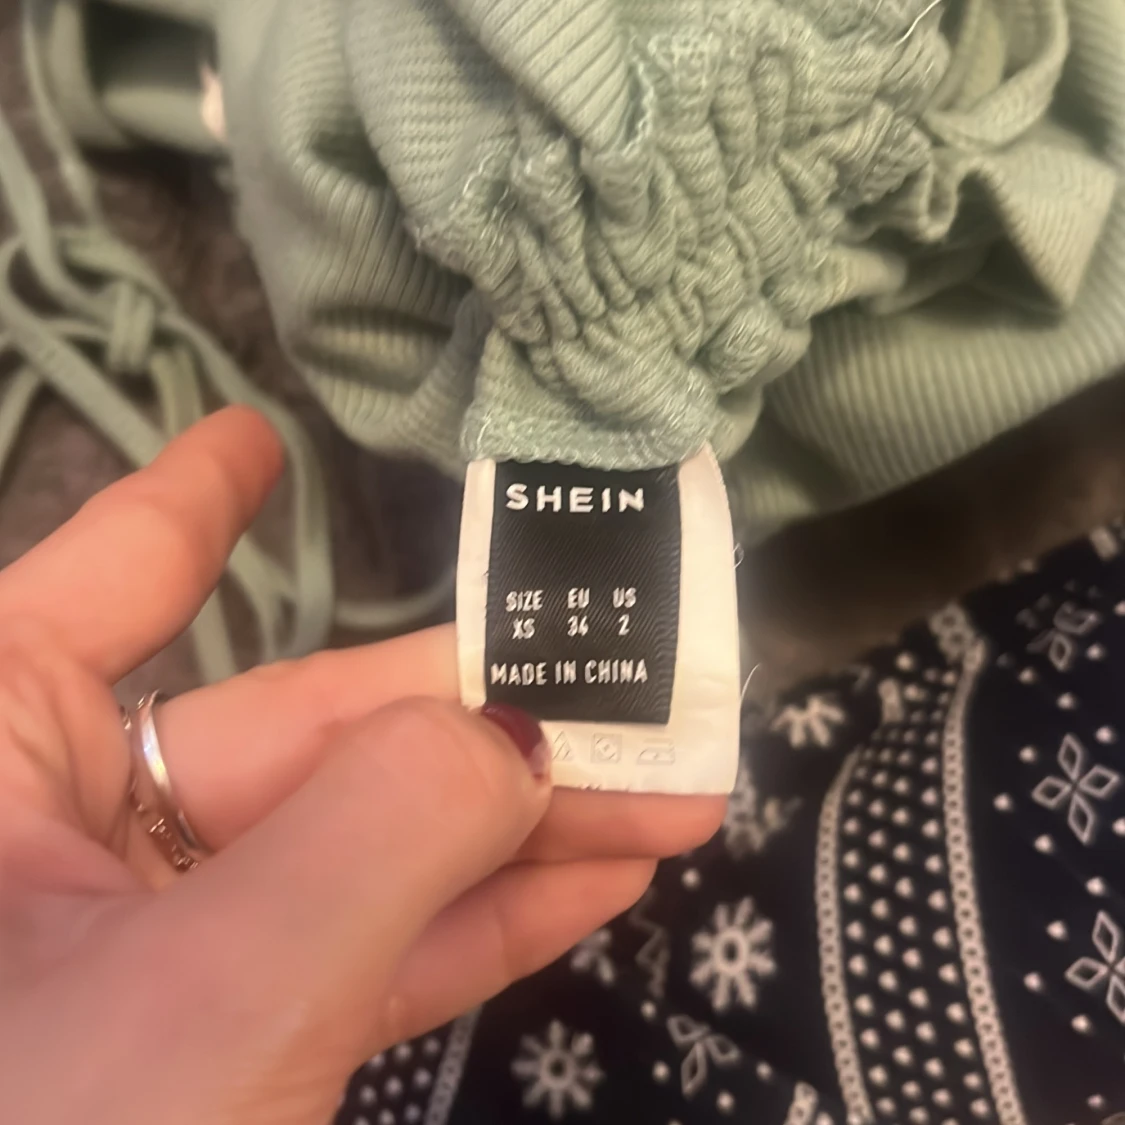 SHEIN
SIZE EU US
XS 34 2
MADE IN CHINA